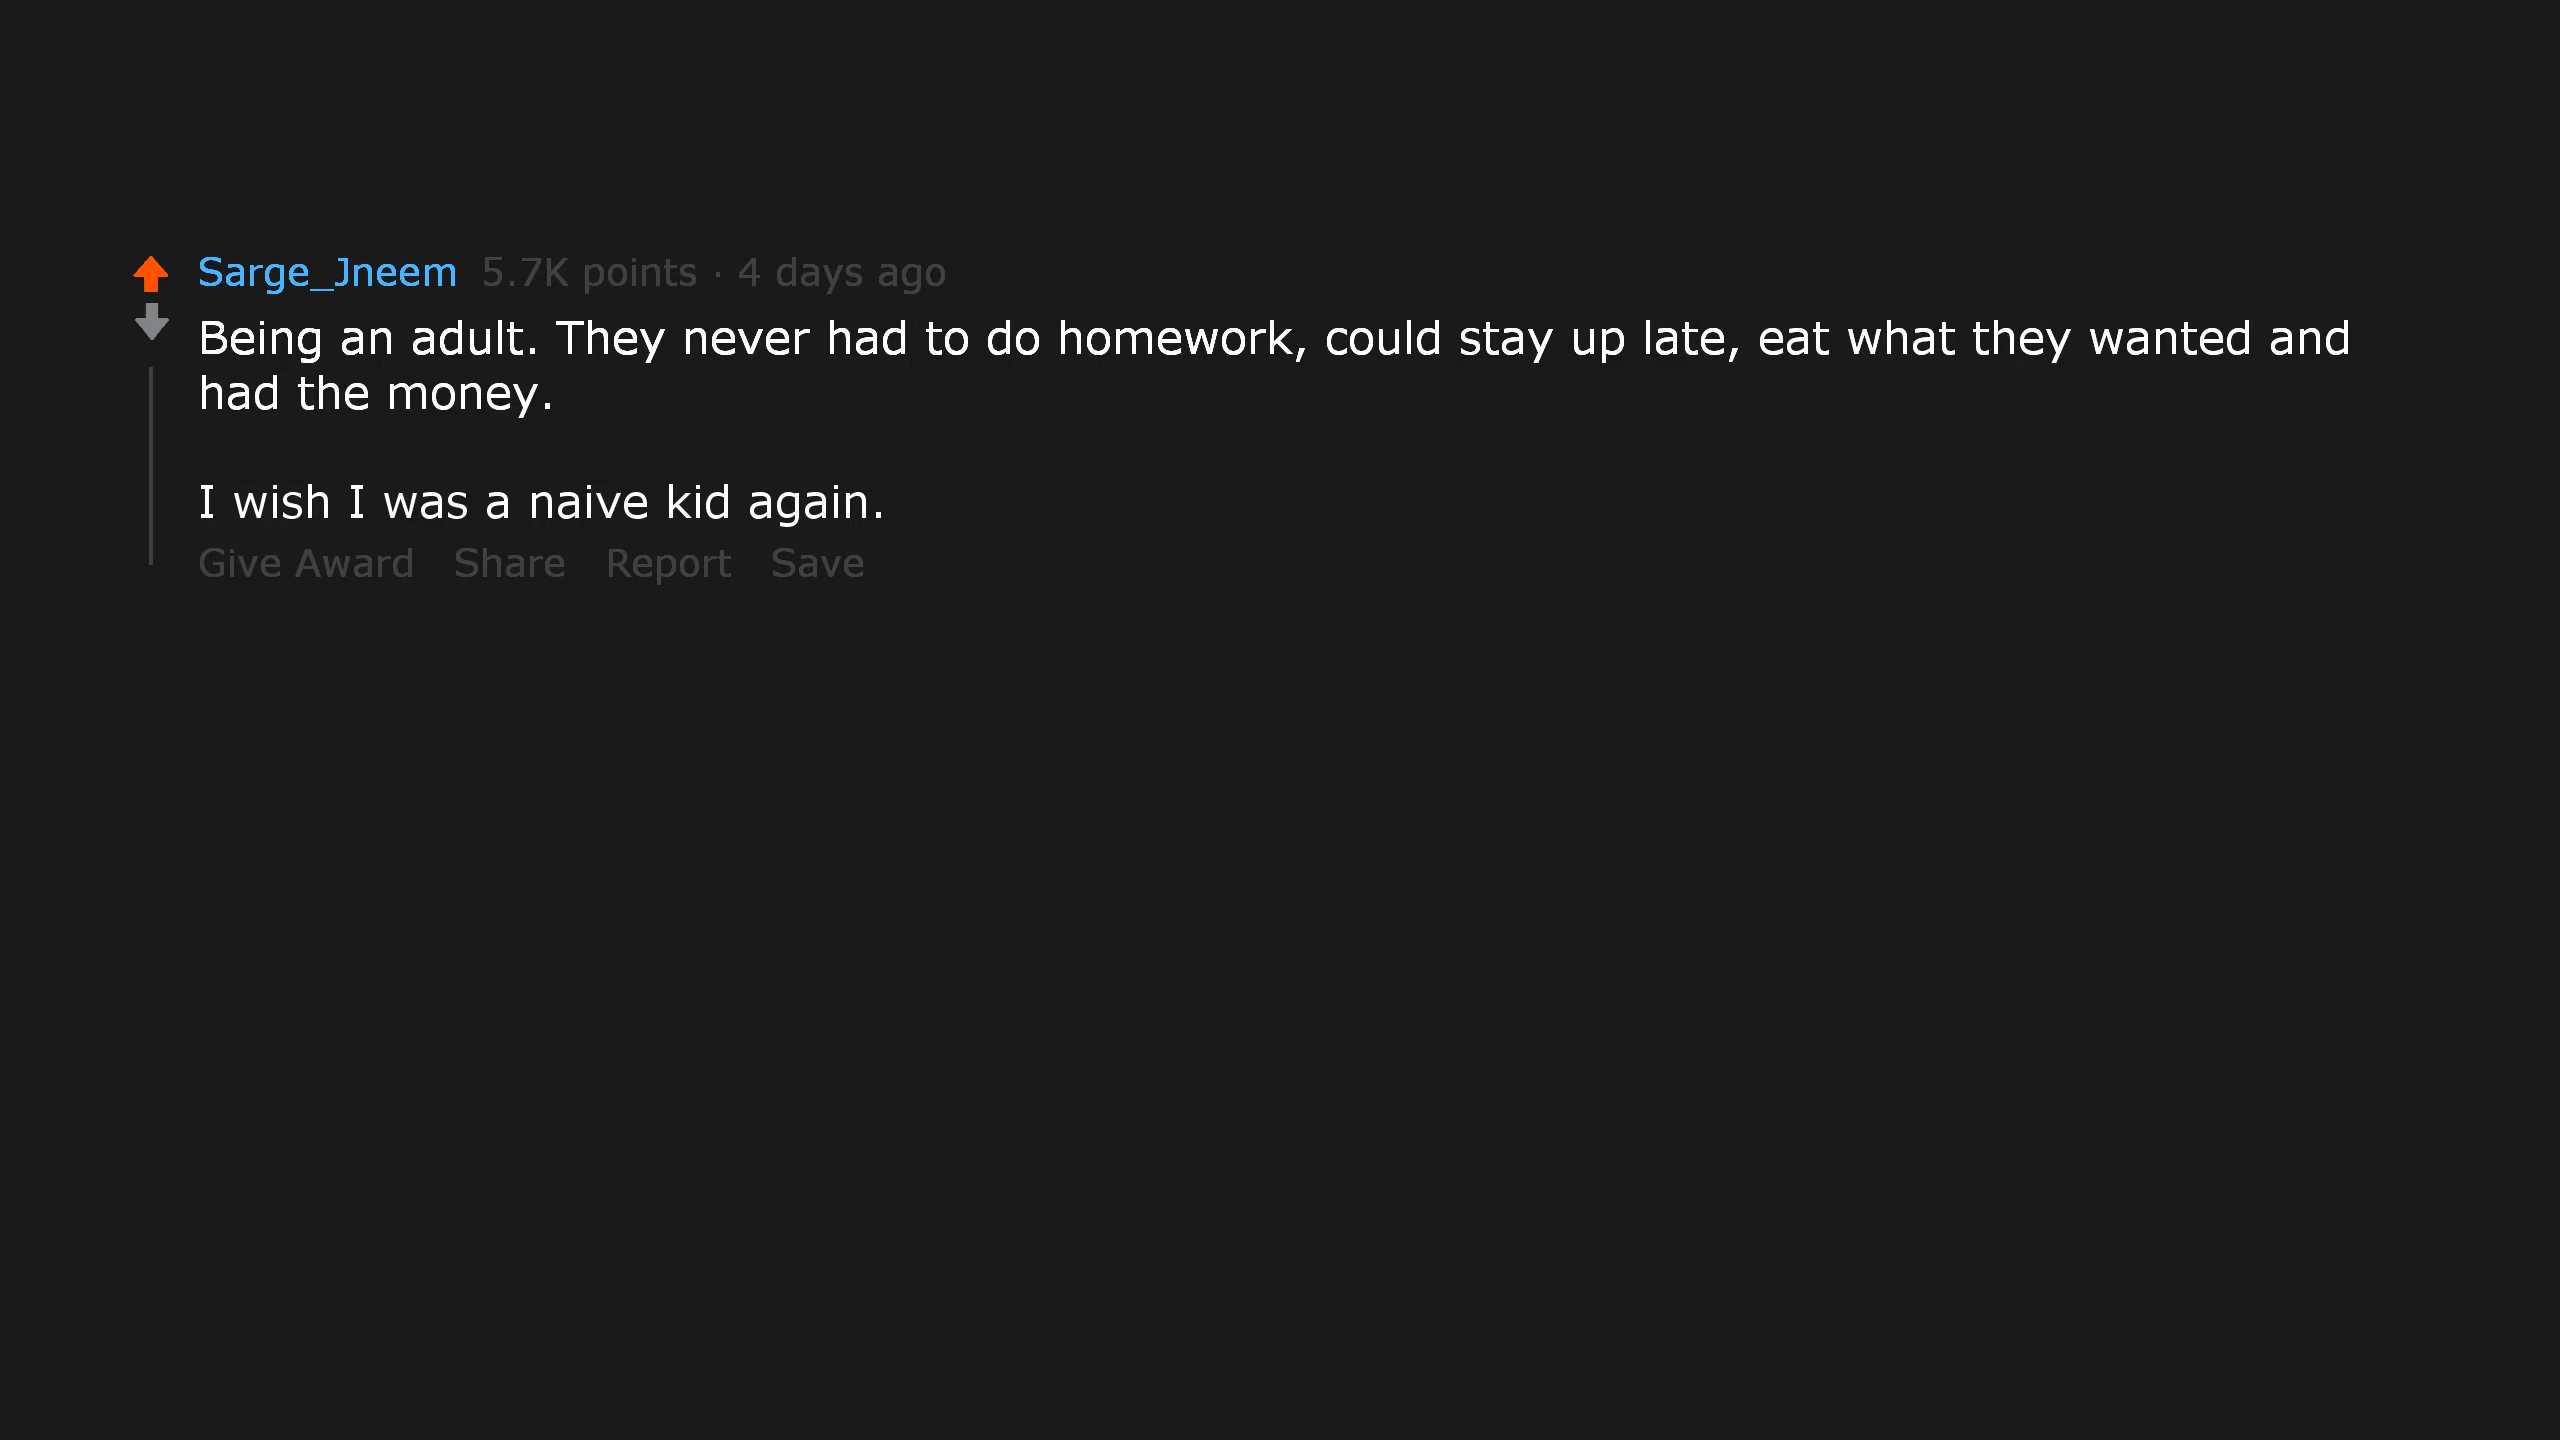 Sarge_Jneem 5.7K points · 4 days ago
Being an adult. They never had to do homework, could stay up late, eat what they wanted and
had the money.
I wish I was a naive kid again.
Give Award Share Report Save